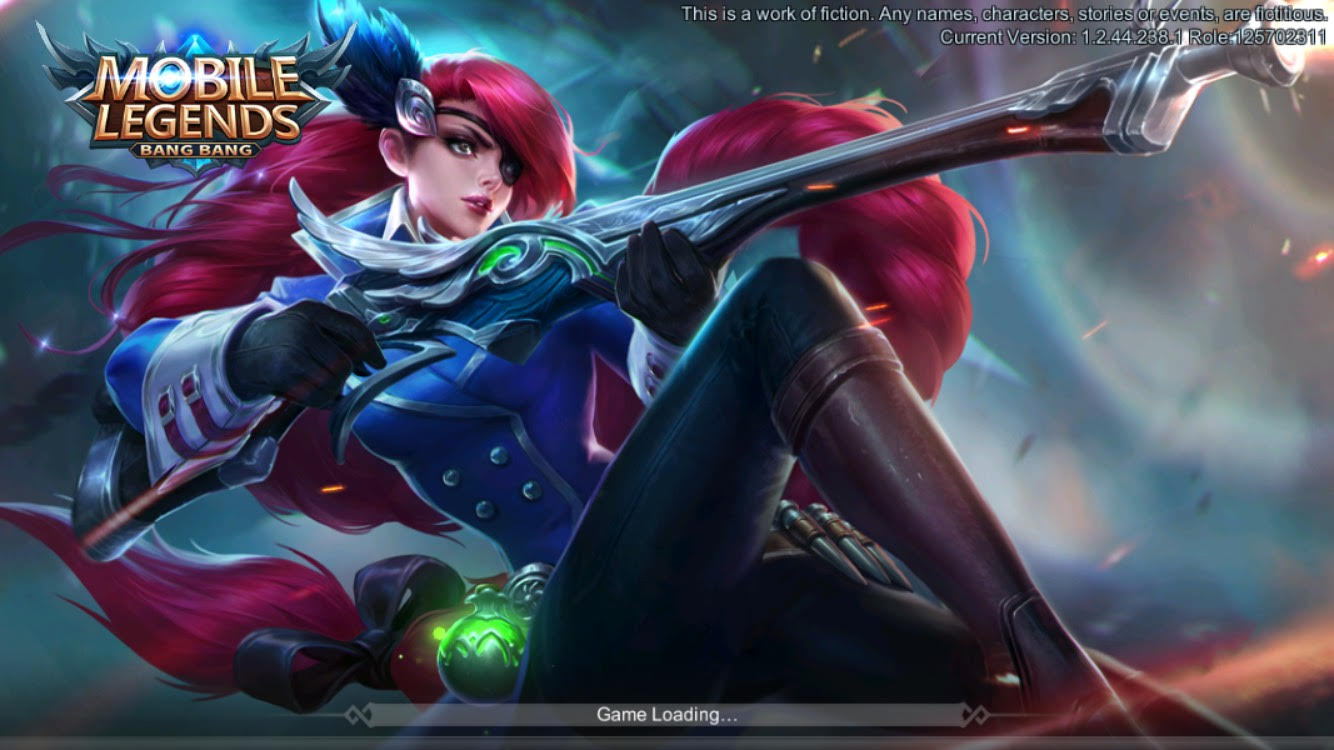 This is a work of fiction. Any names, characters, stories or events, are fictitious.
Current Version: 1.2.44.238.1 Role:125702311
MOBILE
LEGENDS
BANG BANG
Game Loading...